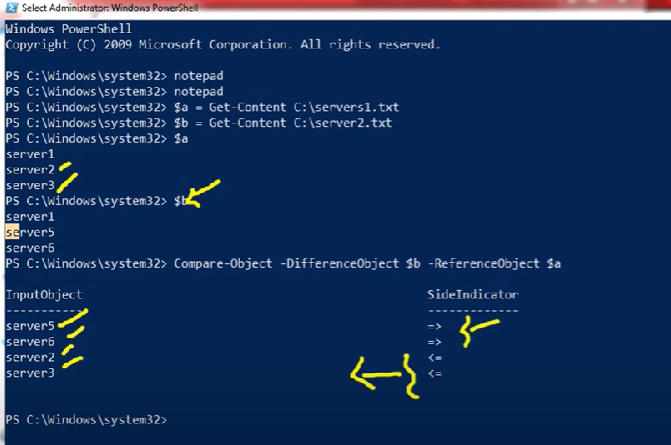 Select Administrator: Windows PowerShell
Windows PowerShell
Copyright (C) 2009 Microsoft Corporation. All rights reserved.
PS C:\Windows\system32> notepad
PS C:\Windows\system32> notepad
PS C:\Windows\system32> $a = Get-Content C:\servers1.txt
PS C:\Windows\system32> $b = Get-Content C:\server2.txt
PS C:\Windows\system32> $a
server1
server2
server3
PS C:\Windows\system32> $b
server1
server5
server6
PS C:\Windows\system32> Compare-Object -DifferenceObject $b -ReferenceObject $a
InputObject SideIndicator
----------- -------------
server5 =>
server6 =>
server2 <=
server3 <=
PS C:\Windows\system32>